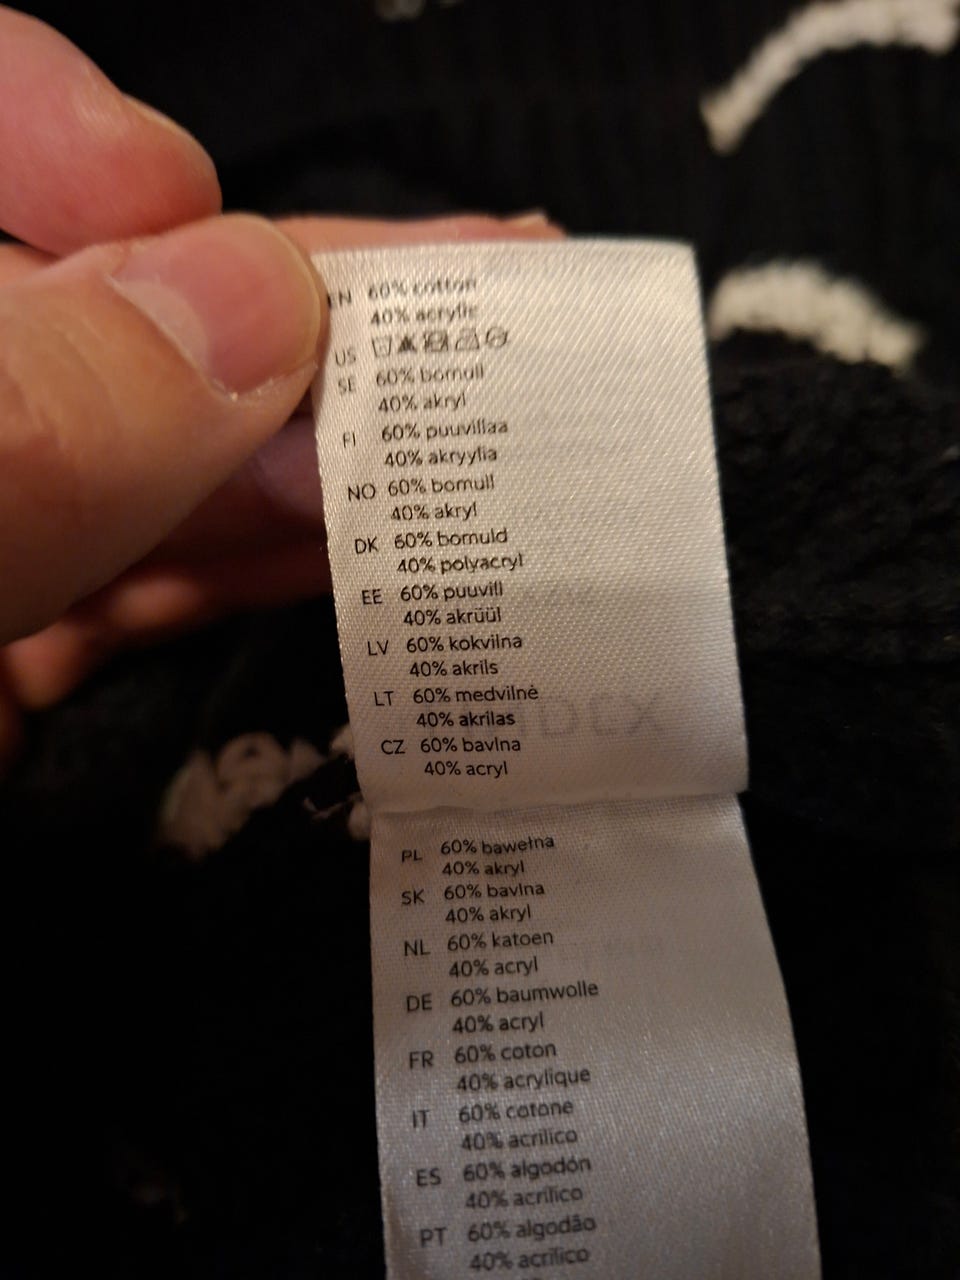 EN 60% cotton
40% acrylic
US
SE 60% bomull
40% akryl
FI 60% puuvillaa
40% akryylia
NO 60% bomull
40% akryl
DK 60% bomuld
40% polyacryl
EE 60% puuvill
40% akrüül
LV 60% kokvilna
40% akrils
LT 60% medvilnė
40% akrilas
CZ 60% bavlna
40% acryl
PL 60% bawełna
40% akryl
SK 60% bavlna
40% akryl
NL 60% katoen
40% acryl
DE 60% baumwolle
40% acryl
FR 60% coton
40% acrylique
IT 60% cotone
40% acrilico
ES 60% algodón
40% acrílico
PT 60% algodão
40% acrílico